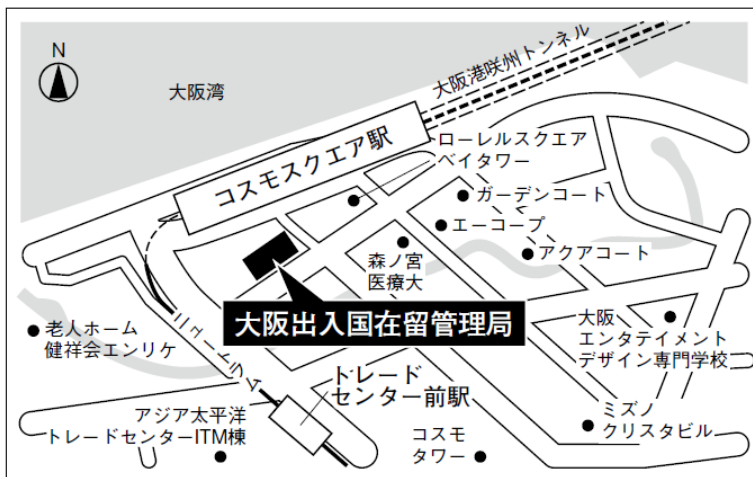 N
大阪湾
大阪港咲州トンネル
コスモスクエア駅
ローレルスクエア
ベイタワー
ガーデンコート
エーコープ
アクアコート
森ノ宮
医療大
大阪出入国在留管理局
老人ホーム
健祥会エンリケ
ニュートラム
大阪
エンタテイメント
デザイン専門学校
トレード
センター前駅
アジア太平洋
トレードセンターITM棟
コスモ
タワー
ミズノ
クリスタビル